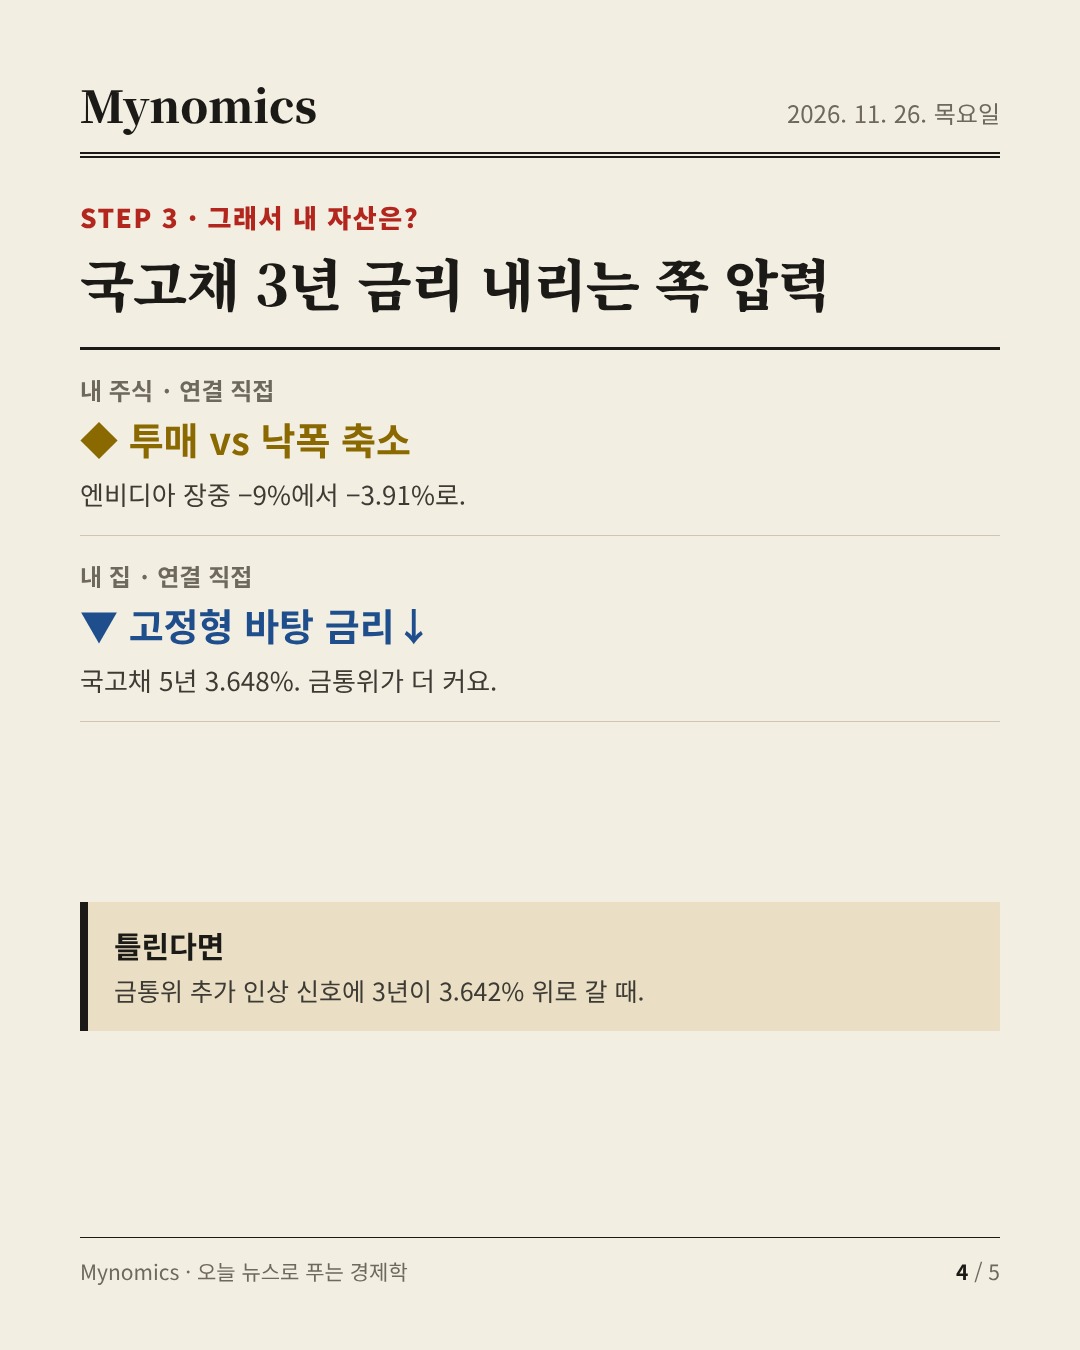 Mynomics
2026. 11. 26. 목요일
STEP 3 · 그래서 내 자산은?
국고채 3년 금리 내리는 쪽 압력
내 주식 · 연결 직접
◆ 투매 vs 낙폭 축소
엔비디아 장중 −9%에서 −3.91%로.
내 집 · 연결 직접
▼ 고정형 바탕 금리↓
국고채 5년 3.648%. 금통위가 더 커요.
틀린다면
금통위 추가 인상 신호에 3년이 3.642% 위로 갈 때.
Mynomics · 오늘 뉴스로 푸는 경제학
4 / 5